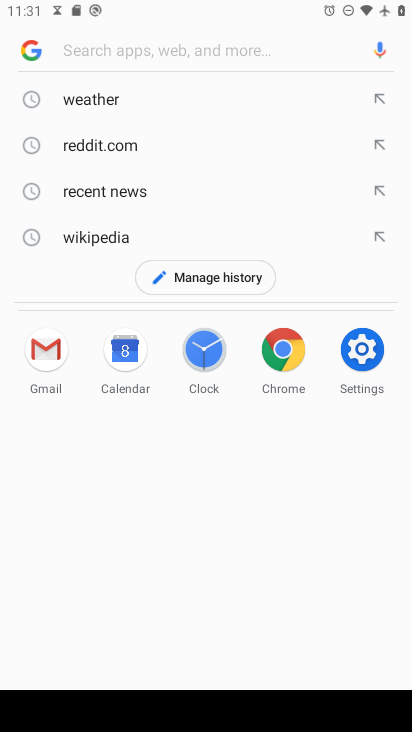 11:31
Search apps, web, and more...
weather
reddit.com
recent news
wikipedia
Manage history
8
Gmail Calendar Clock Chrome Settings